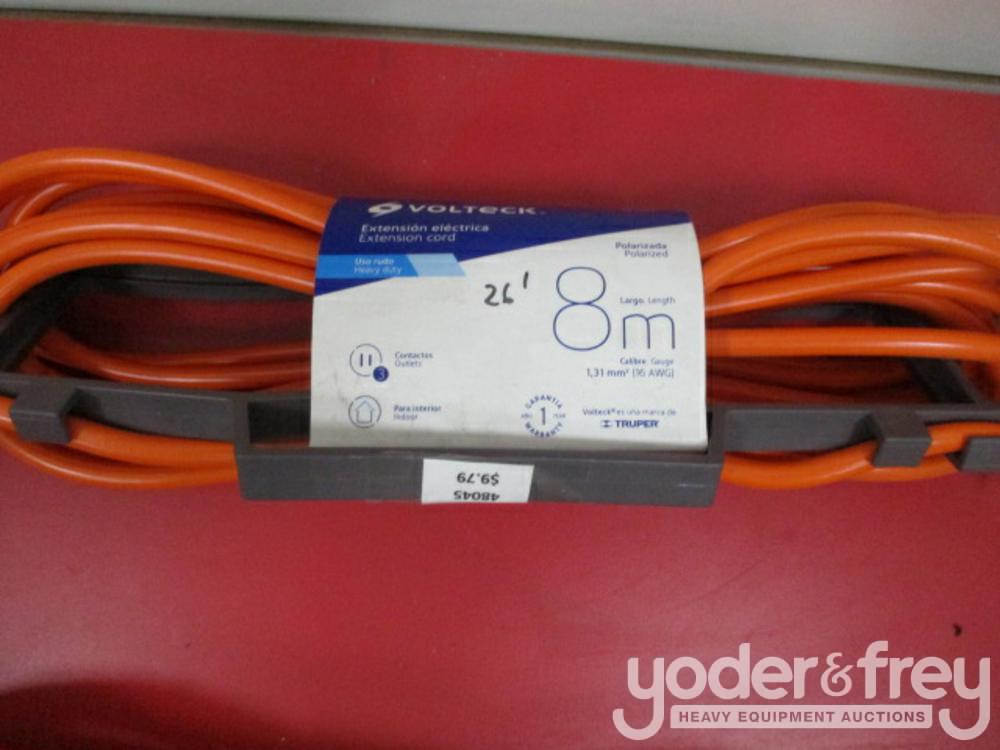 VOLTECK
Extensión eléctrica
Extension cord
Uso rudo
Heavy duty
26'
Polarizada
Polarized
8m
Largo: Length
Calibre: Gauge
1,31 mm² (16 AWG)
3
Contactos
Outlets
Para interior
Indoor
GARANTIA
año 1 year
WARRANTY
Volteck® es una marca de
TRUPER®
48045
$9.79
yoder&frey
HEAVY EQUIPMENT AUCTIONS